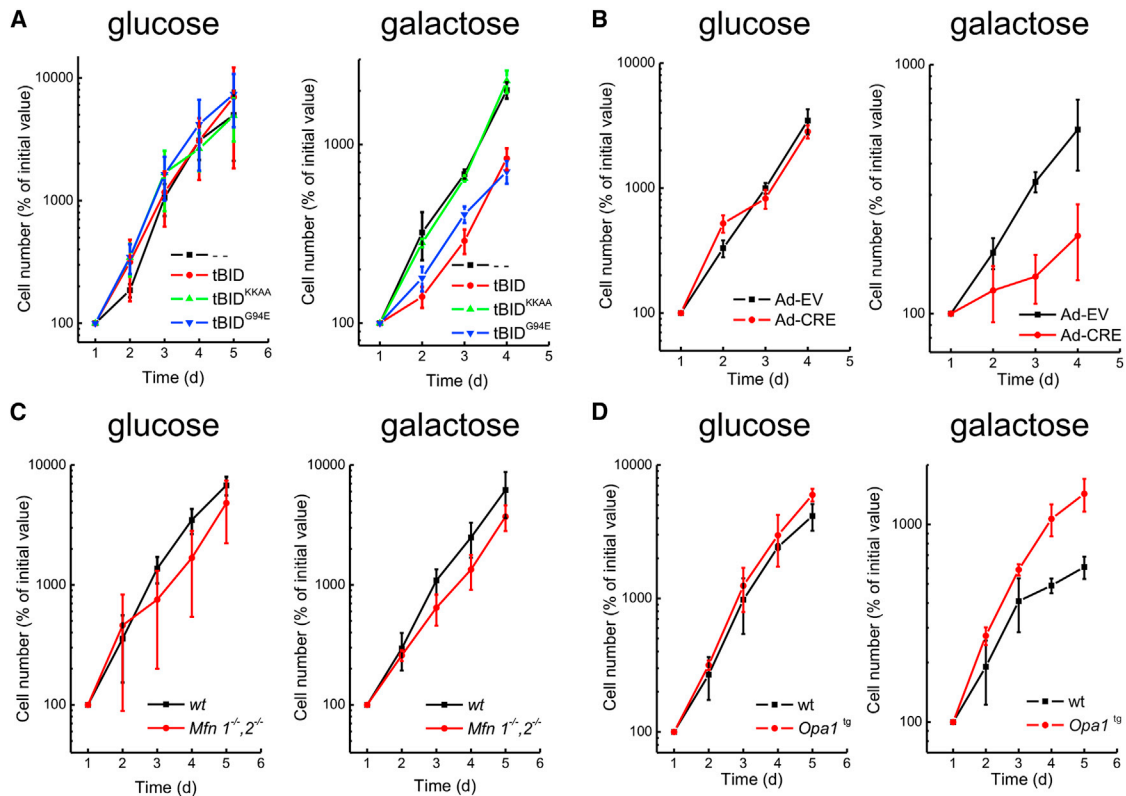 A
glucose
galactose
B
glucose
galactose
Cell number (% of initial value)
10000
1000
100
1 2 3 4 5 6
Time (d)
- -
tBID
tBID^KKAA
tBID^G94E
Cell number (% of initial value)
1000
100
1 2 3 4 5
Time (d)
- -
tBID
tBID^KKAA
tBID^G94E
Cell number (% of initial value)
10000
1000
100
1 2 3 4 5
Time (d)
Ad-EV
Ad-CRE
Cell number (% of initial value)
1000
100
1 2 3 4 5
Time (d)
Ad-EV
Ad-CRE
C
glucose
galactose
D
glucose
galactose
Cell number (% of initial value)
10000
1000
100
1 2 3 4 5 6
Time (d)
wt
Mfn 1^-/-,2^-/-
Cell number (% of initial value)
10000
1000
100
1 2 3 4 5 6
Time (d)
wt
Mfn 1^-/-,2^-/-
Cell number (% of initial value)
10000
1000
100
1 2 3 4 5 6
Time (d)
wt
Opa1^tg
Cell number (% of initial value)
1000
100
1 2 3 4 5 6
Time (d)
wt
Opa1^tg